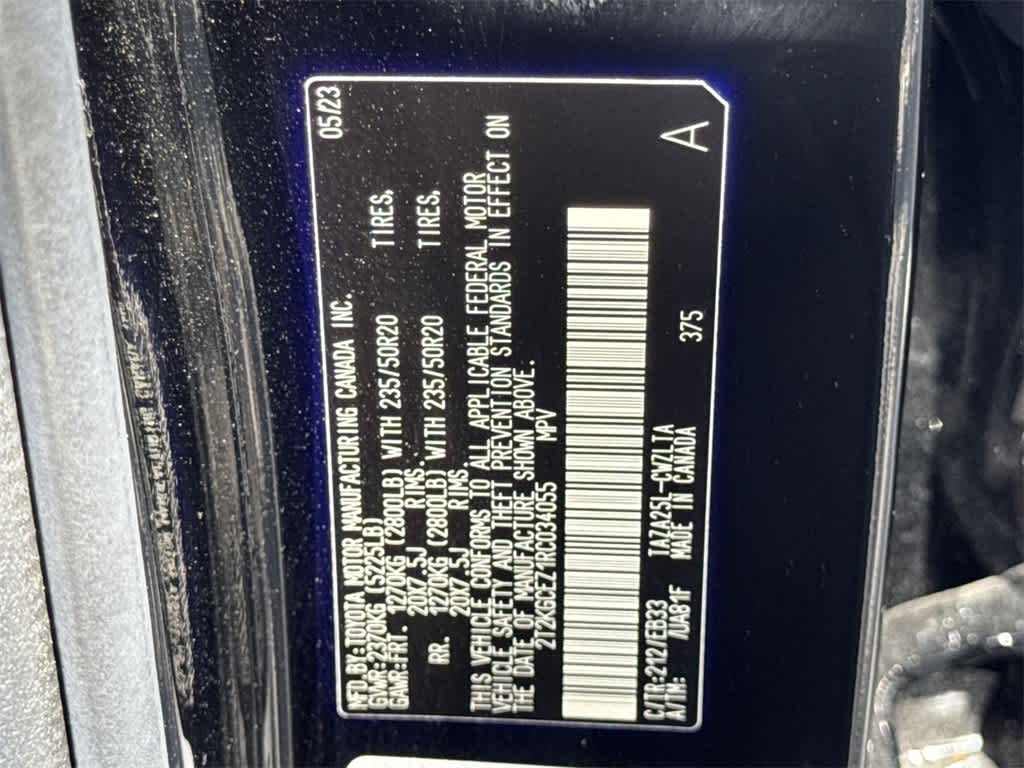 MFD.BY:TOYOTA MOTOR MANUFACTURING CANADA INC. 05/23
GVWR:2370KG (5225LB)
GAWR:FRT. 1270KG (2800LB) WITH 235/50R20 TIRES,
20X7.5J RIMS.
RR. 1270KG (2800LB) WITH 235/50R20 TIRES,
20X7.5J RIMS.
THIS VEHICLE CONFORMS TO ALL APPLICABLE FEDERAL MOTOR
VEHICLE SAFETY AND THEFT PREVENTION STANDARDS IN EFFECT ON
THE DATE OF MANUFACTURE SHOWN ABOVE.
2T2KGCEZ1RC034055 MPV
C/TR:212/EB33 TAZA25L-CWZLTA A
A/TM: /UA81F MADE IN CANADA 375